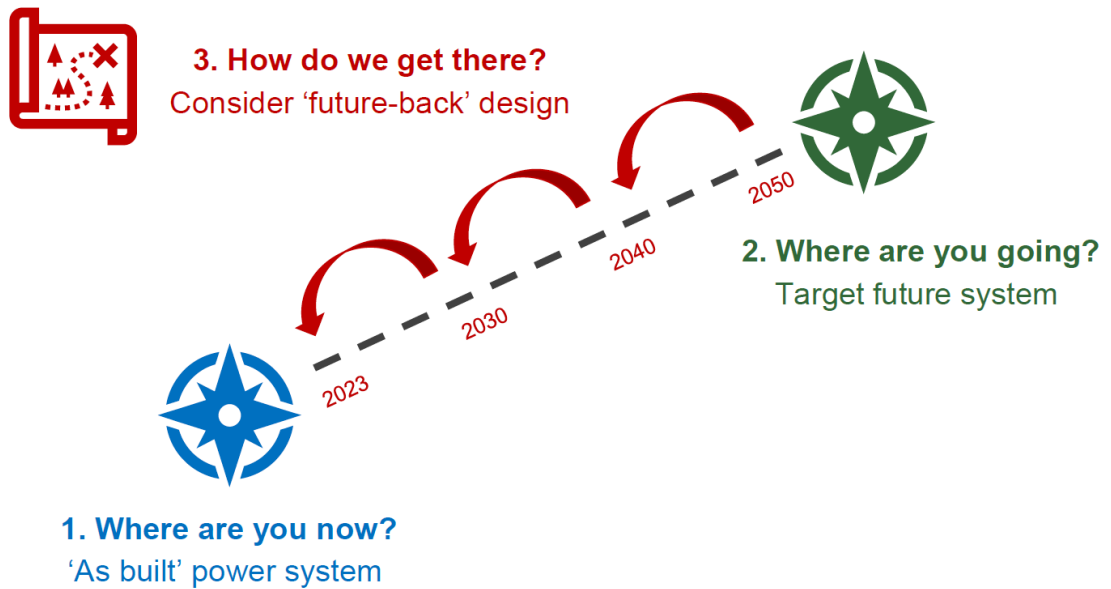 3. How do we get there?
Consider ‘future-back’ design
2050
2040
2. Where are you going?
Target future system
2030
2023
1. Where are you now?
‘As built’ power system